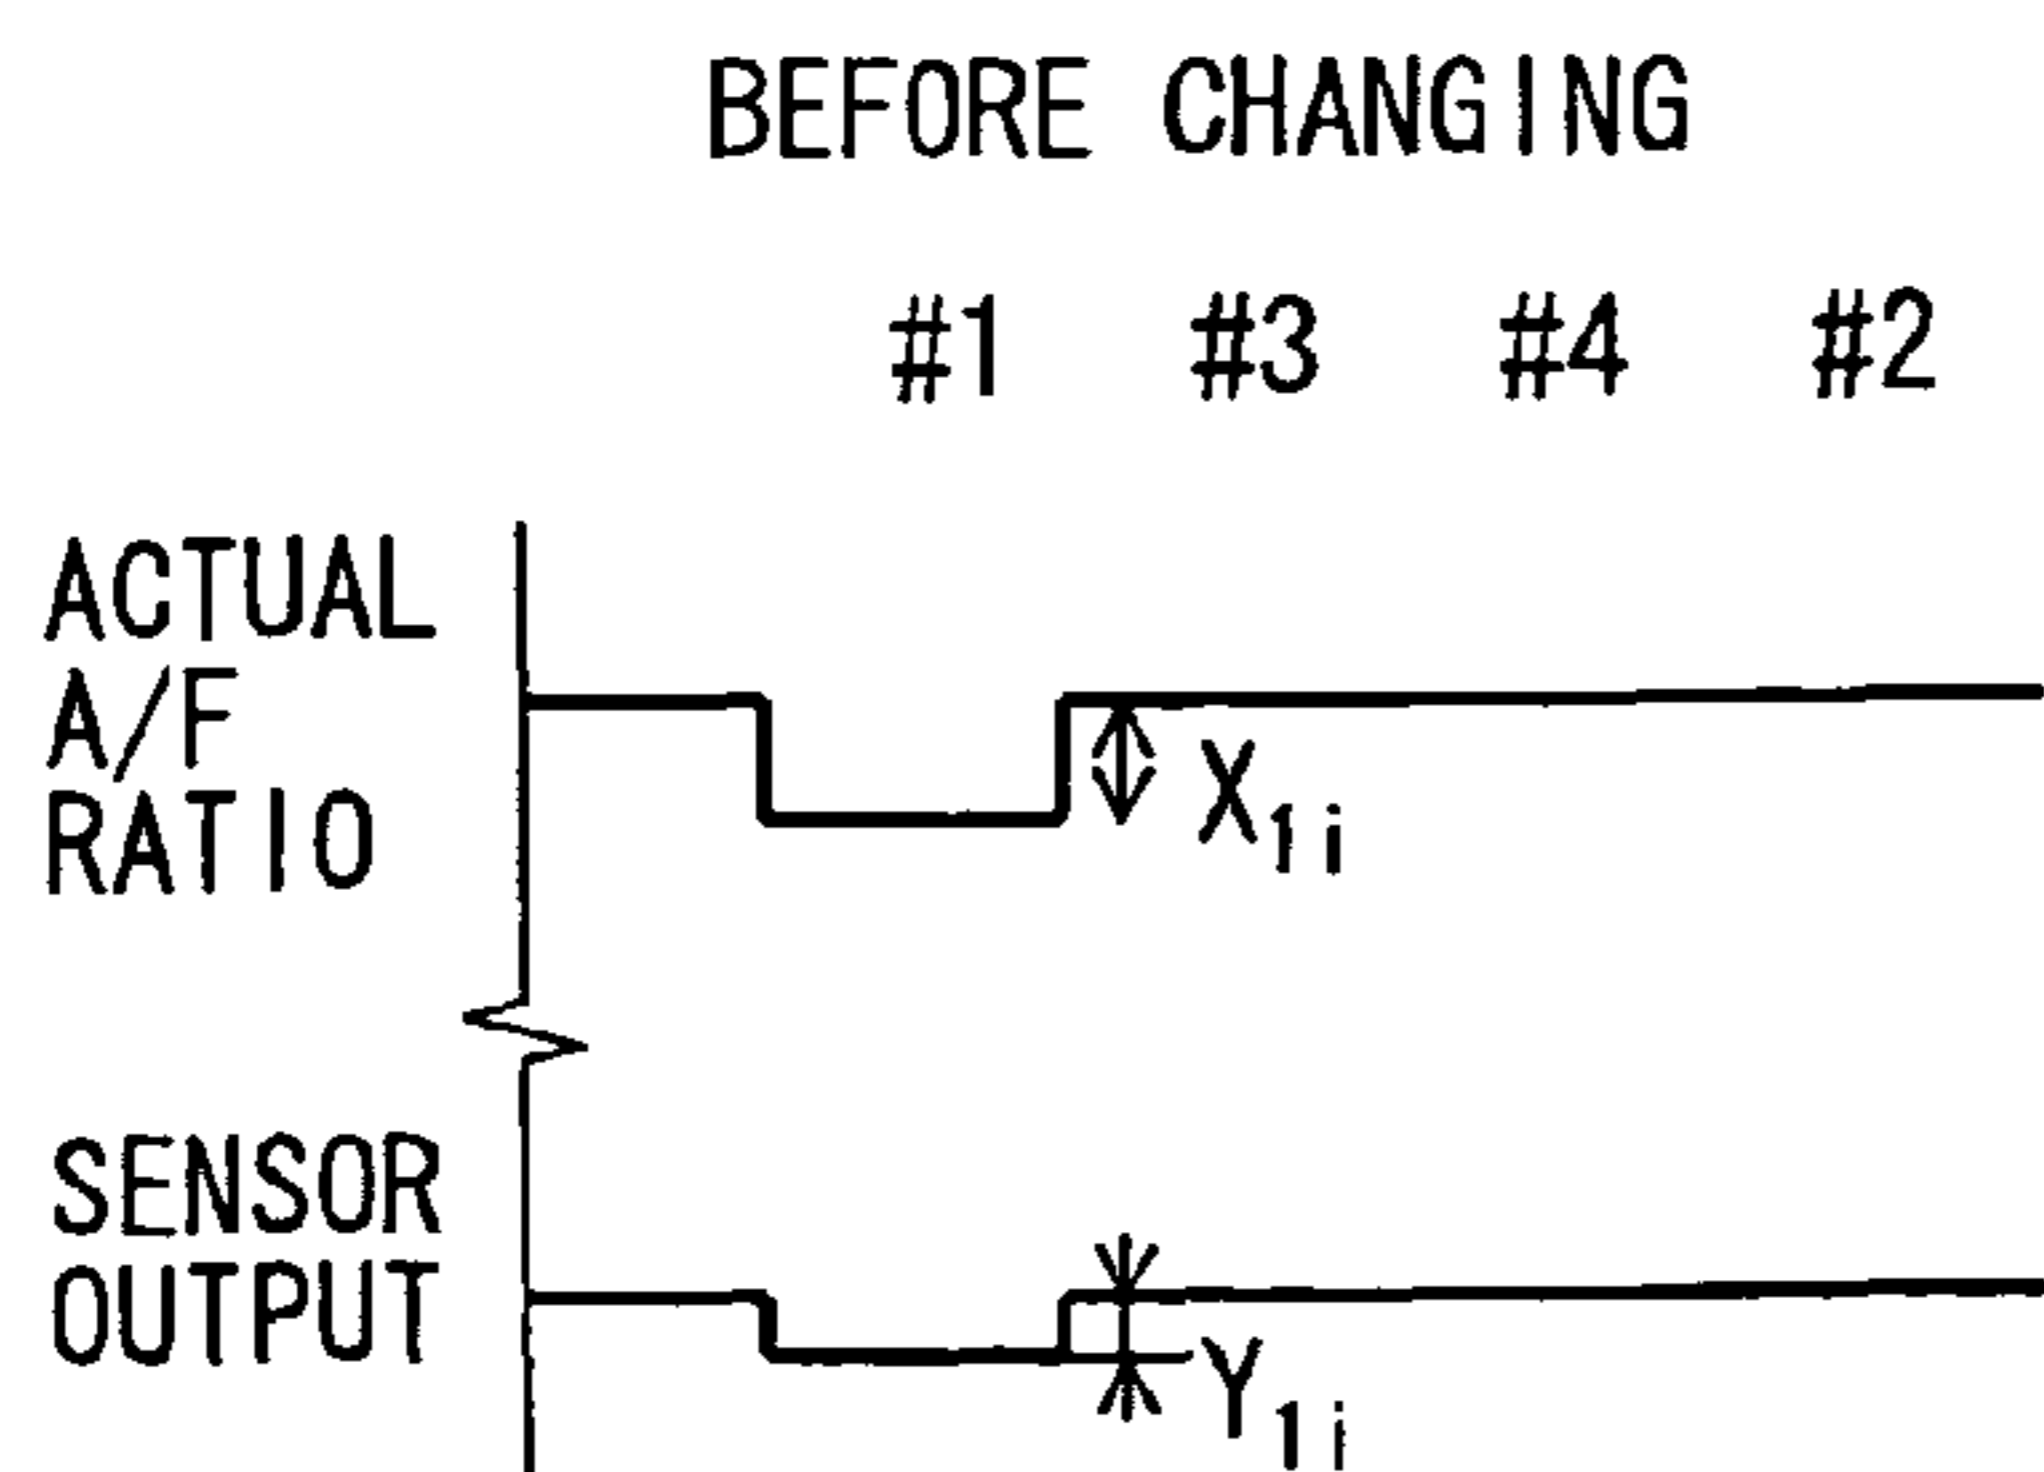 BEFORE CHANGING
#1 #3 #4 #2
ACTUAL
A/F
RATIO
X1i
SENSOR
OUTPUT
Y1i